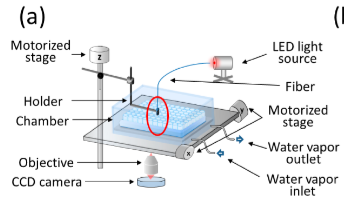 (a)
(
Motorized
stage
z
LED light
source
Fiber
Holder
Chamber
Motorized
stage
y
Water vapor
outlet
x
Objective
CCD camera
Water vapor
inlet